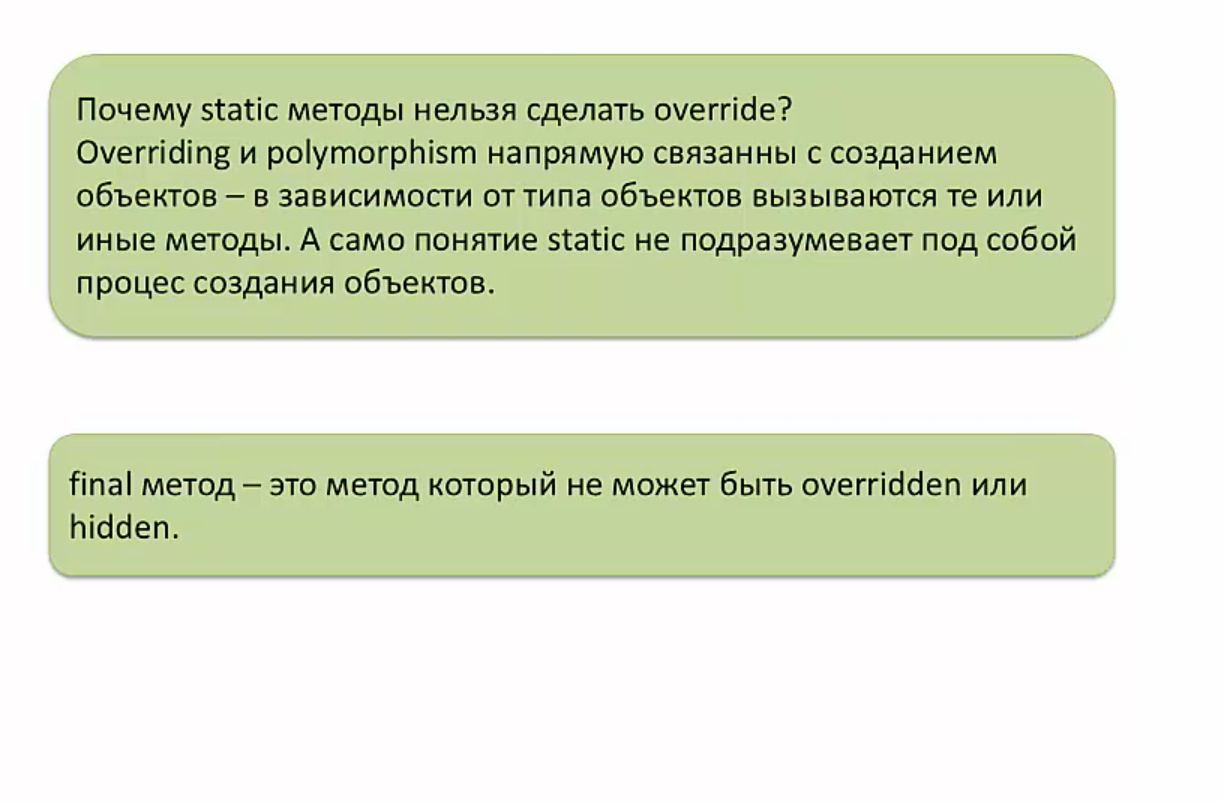 Почему static методы нельзя сделать override?
Overriding и polymorphism напрямую связанны с созданием
объектов – в зависимости от типа объектов вызываются те или
иные методы. А само понятие static не подразумевает под собой
процес создания объектов.
final метод – это метод который не может быть overridden или
hidden.